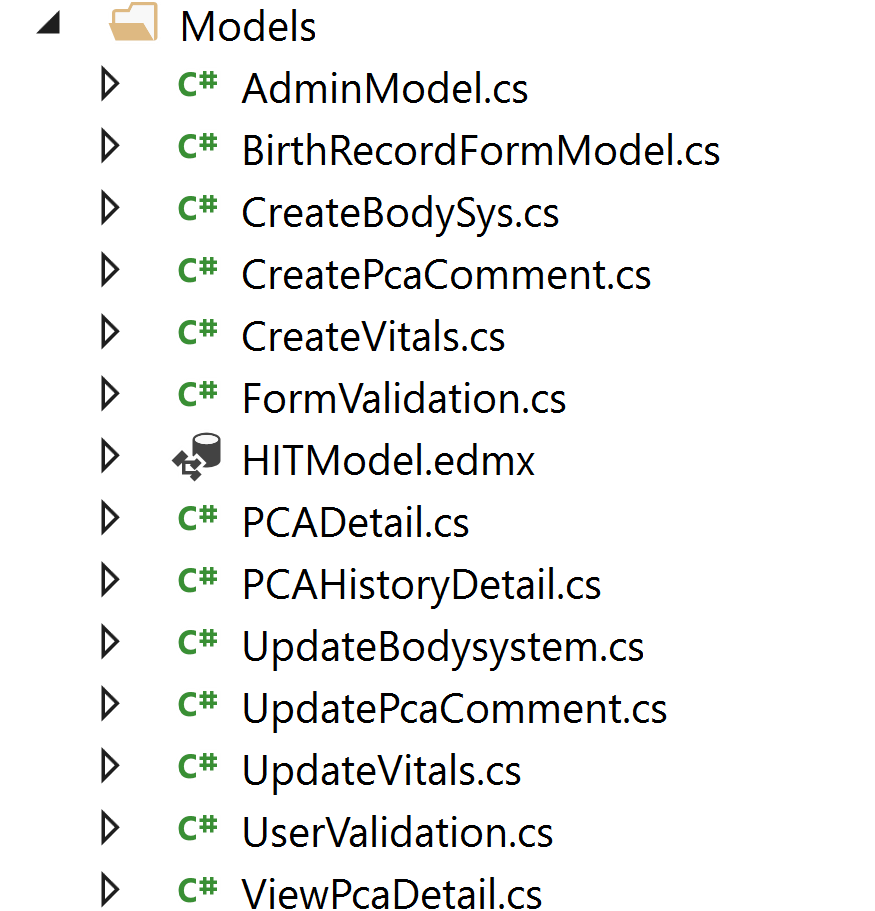 Models
C# AdminModel.cs
C# BirthRecordFormModel.cs
C# CreateBodySys.cs
C# CreatePcaComment.cs
C# CreateVitals.cs
C# FormValidation.cs
HITModel.edmx
C# PCADetail.cs
C# PCAHistoryDetail.cs
C# UpdateBodysystem.cs
C# UpdatePcaComment.cs
C# UpdateVitals.cs
C# UserValidation.cs
C# ViewPcaDetail.cs